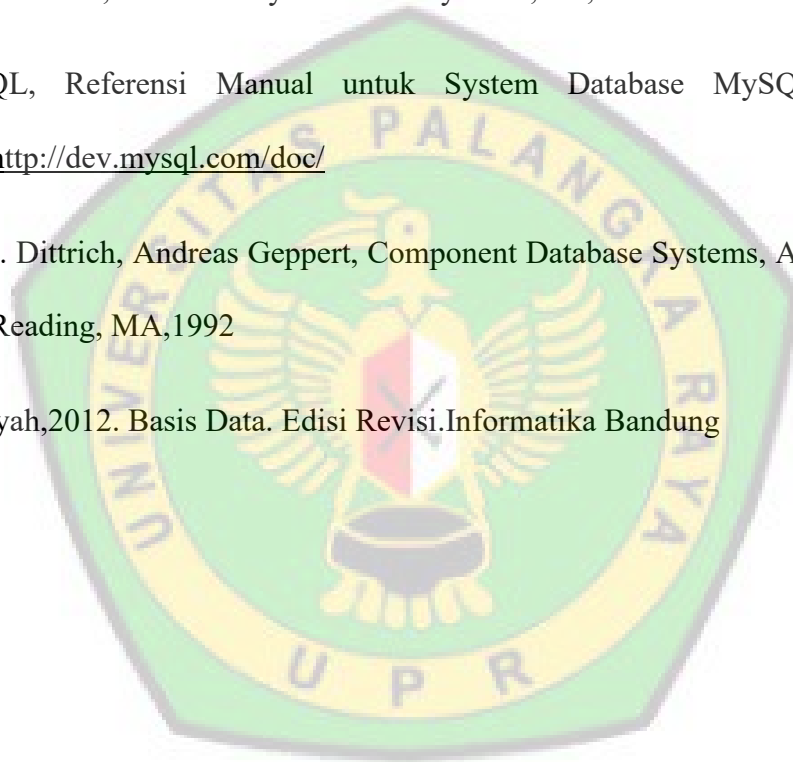 QL, Referensi Manual untuk System Database MySQ
http://dev.mysql.com/doc/
. Dittrich, Andreas Geppert, Component Database Systems, A
Reading, MA,1992
yah,2012. Basis Data. Edisi Revisi.Informatika Bandung
UNIVERSITAS PALANGKA RAYA
UPR